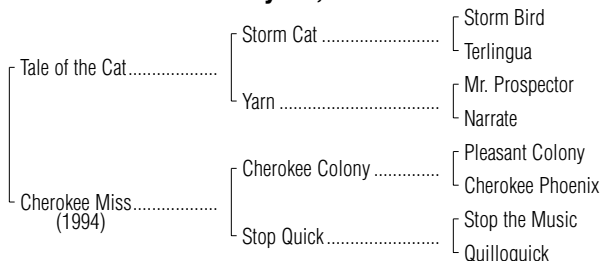 Storm Bird
Storm Cat ........................
Terlingua
Tale of the Cat..................
Mr. Prospector
Yarn .................................
Narrate
Pleasant Colony
Cherokee Colony ..............
Cherokee Phoenix
Cherokee Miss.................
(1994)
Stop the Music
Stop Quick.......................
Quilloquick